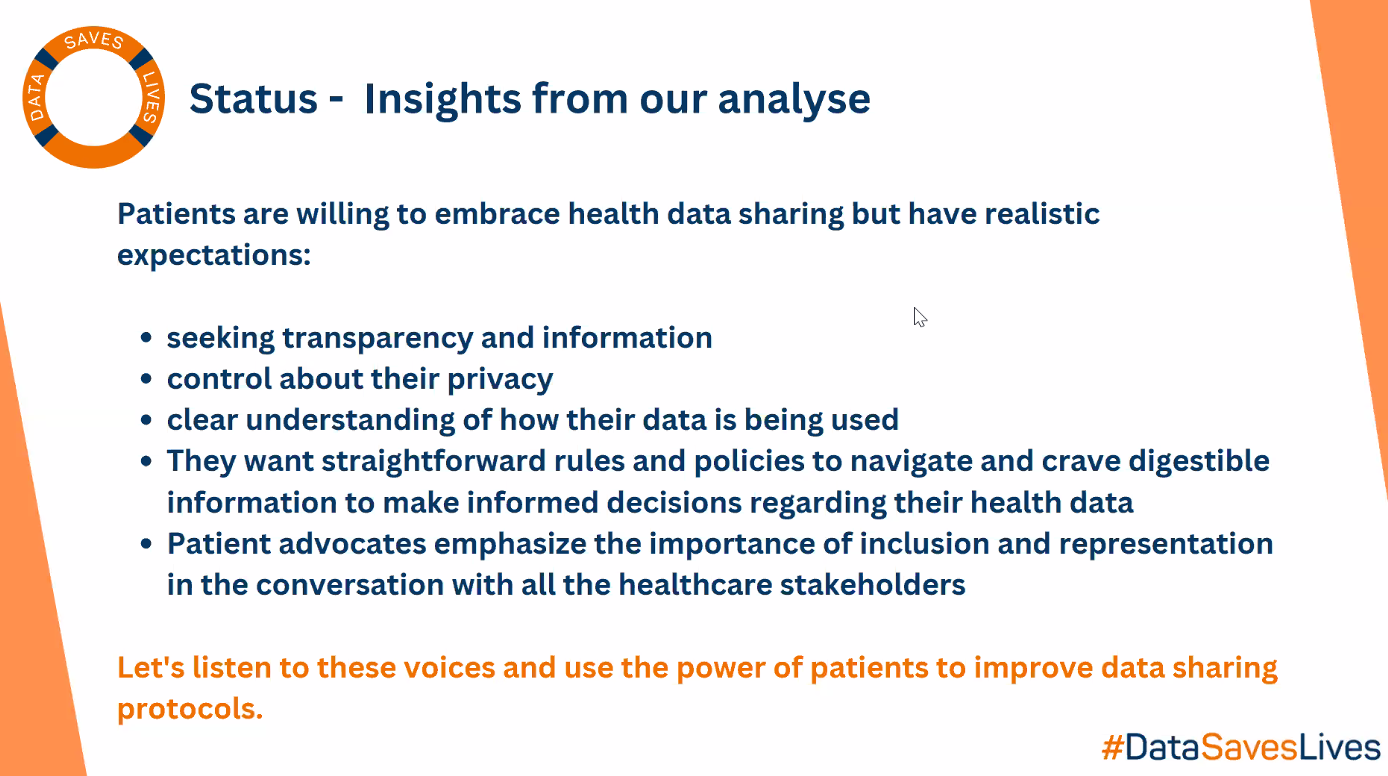 DATA SAVES LIVES
Status -  Insights from our analyse
Patients are willing to embrace health data sharing but have realistic
expectations:
• seeking transparency and information
• control about their privacy
• clear understanding of how their data is being used
• They want straightforward rules and policies to navigate and crave digestible
information to make informed decisions regarding their health data
• Patient advocates emphasize the importance of inclusion and representation
in the conversation with all the healthcare stakeholders
Let's listen to these voices and use the power of patients to improve data sharing
protocols.
#DataSavesLives